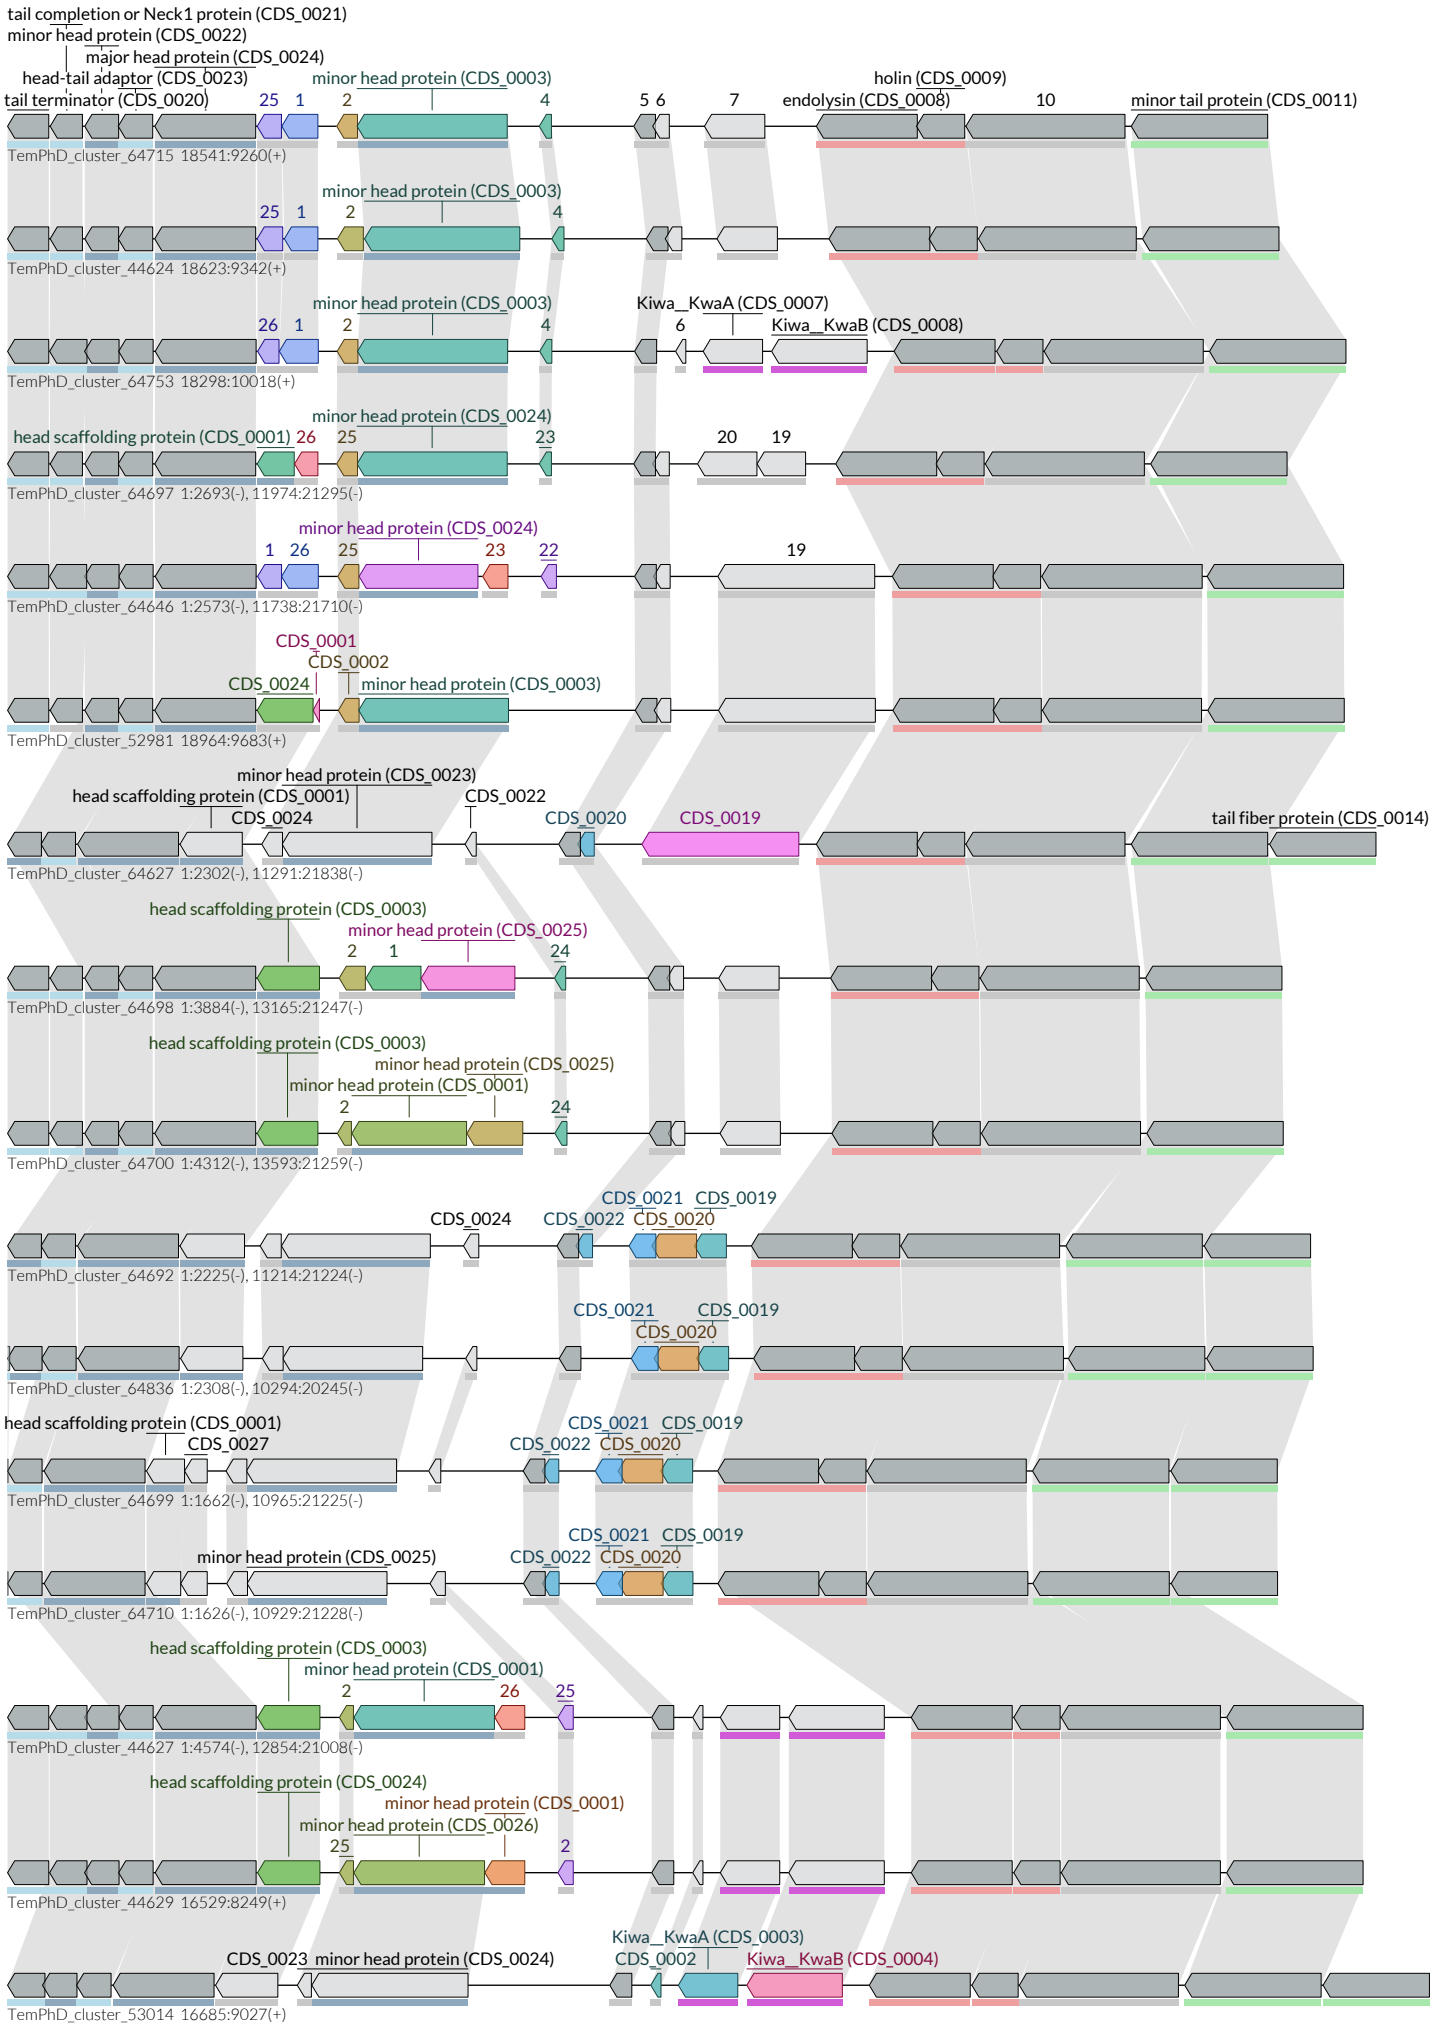 tail completion or Neck1 protein (CDS_0021)
minor head protein (CDS_0022)
major head protein (CDS_0024)
head-tail adaptor (CDS_0023) minor head protein (CDS_0003) holin (CDS_0009)
tail terminator (CDS_0020) 25 1 2 4 5 6 7 endolysin (CDS_0008) 10 minor tail protein (CDS_0011)
TemPhD_cluster_64715 18541:9260(+)
minor head protein (CDS_0003)
25 1 2 4
TemPhD_cluster_44624 18623:9342(+)
minor head protein (CDS_0003) Kiwa__KwaA (CDS_0007)
26 1 2 4 6 Kiwa__KwaB (CDS_0008)
TemPhD_cluster_64753 18298:10018(+)
minor head protein (CDS_0024)
head scaffolding protein (CDS_0001) 26 25 23 20 19
TemPhD_cluster_64697 1:2693(-), 11974:21295(-)
minor head protein (CDS_0024)
1 26 25 23 22 19
TemPhD_cluster_64646 1:2573(-), 11738:21710(-)
CDS_0001
CDS_0002
CDS_0024 minor head protein (CDS_0003)
TemPhD_cluster_52981 18964:9683(+)
minor head protein (CDS_0023)
head scaffolding protein (CDS_0001) CDS_0022
CDS_0024 CDS_0020 CDS_0019 tail fiber protein (CDS_0014)
TemPhD_cluster_64627 1:2302(-), 11291:21838(-)
head scaffolding protein (CDS_0003)
minor head protein (CDS_0025)
2 1 24
TemPhD_cluster_64698 1:3884(-), 13165:21247(-)
head scaffolding protein (CDS_0003)
minor head protein (CDS_0025)
minor head protein (CDS_0001)
2 24
TemPhD_cluster_64700 1:4312(-), 13593:21259(-)
CDS_0021 CDS_0019
CDS_0024 CDS_0022 CDS_0020
TemPhD_cluster_64692 1:2225(-), 11214:21224(-)
CDS_0021 CDS_0019
CDS_0020
TemPhD_cluster_64836 1:2308(-), 10294:20245(-)
head scaffolding protein (CDS_0001) CDS_0021 CDS_0019
CDS_0027 CDS_0022 CDS_0020
TemPhD_cluster_64699 1:1662(-), 10965:21225(-)
CDS_0021 CDS_0019
minor head protein (CDS_0025) CDS_0022 CDS_0020
TemPhD_cluster_64710 1:1626(-), 10929:21228(-)
head scaffolding protein (CDS_0003)
minor head protein (CDS_0001)
2 26 25
TemPhD_cluster_44627 1:4574(-), 12854:21008(-)
head scaffolding protein (CDS_0024)
minor head protein (CDS_0001)
minor head protein (CDS_0026)
25 2
TemPhD_cluster_44629 16529:8249(+)
Kiwa__KwaA (CDS_0003)
CDS_0023 minor head protein (CDS_0024) CDS_0002 Kiwa__KwaB (CDS_0004)
TemPhD_cluster_53014 16685:9027(+)